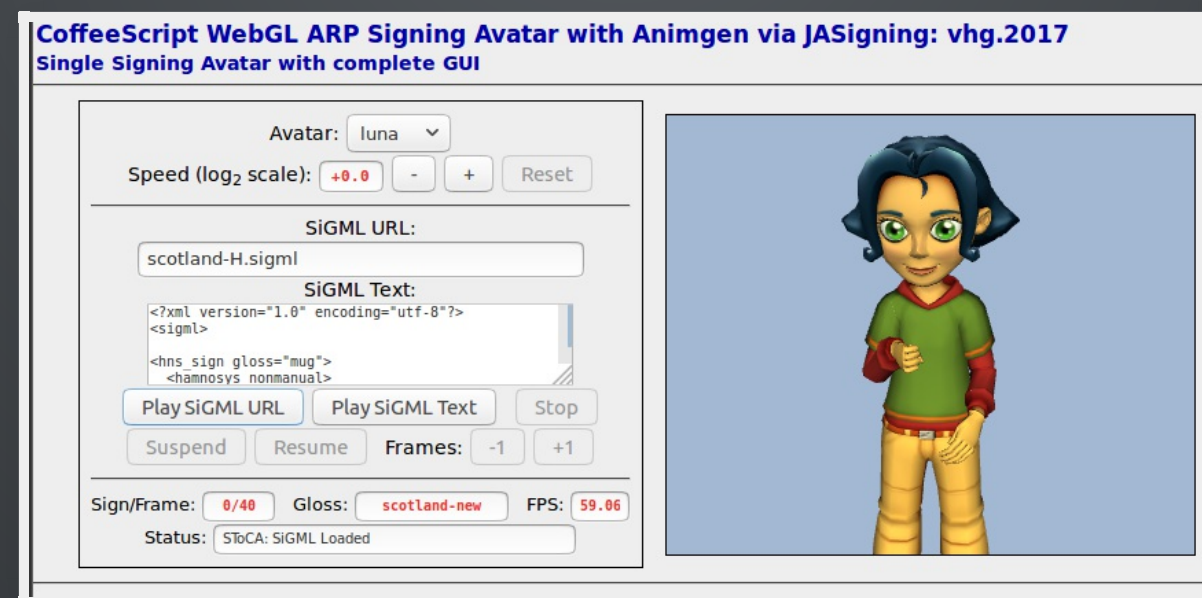 CoffeeScript WebGL ARP Signing Avatar with Animgen via JASigning: vhg.2017
Single Signing Avatar with complete GUI
Avatar: luna
Speed (log₂ scale): +0.0 - + Reset
SiGML URL:
scotland-H.sigml
SiGML Text:
<?xml version="1.0" encoding="utf-8"?>
<sigml>
<hns_sign gloss="mug">
<hamnosys_nonmanual>
Play SiGML URL Play SiGML Text Stop
Suspend Resume Frames: -1 +1
Sign/Frame: 0/40 Gloss: scotland-new FPS: 59.06
Status: SToCA: SiGML Loaded